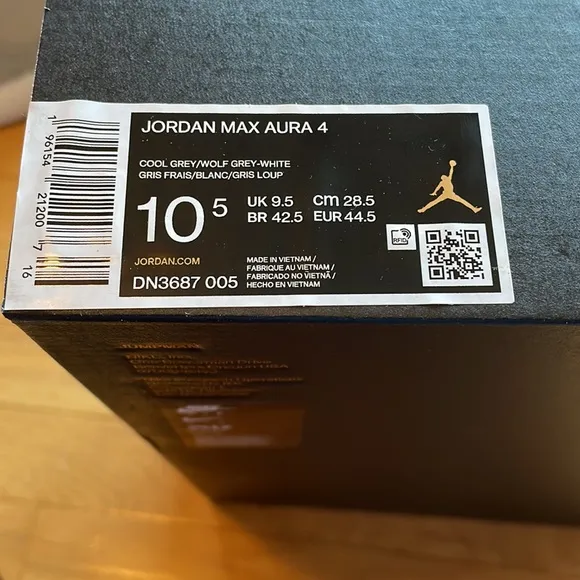 JORDAN MAX AURA 4
COOL GREY/WOLF GREY-WHITE
GRIS FRAIS/BLANC/GRIS LOUP
10 5
UK 9.5 cm 28.5
BR 42.5 EUR 44.5
RFID
JORDAN.COM
DN3687 005
MADE IN VIETNAM /
FABRIQUE AU VIETNAM /
FABRICADO NO VIETNÃ /
HECHO EN VIETNAM
1 96154 21200 7
16